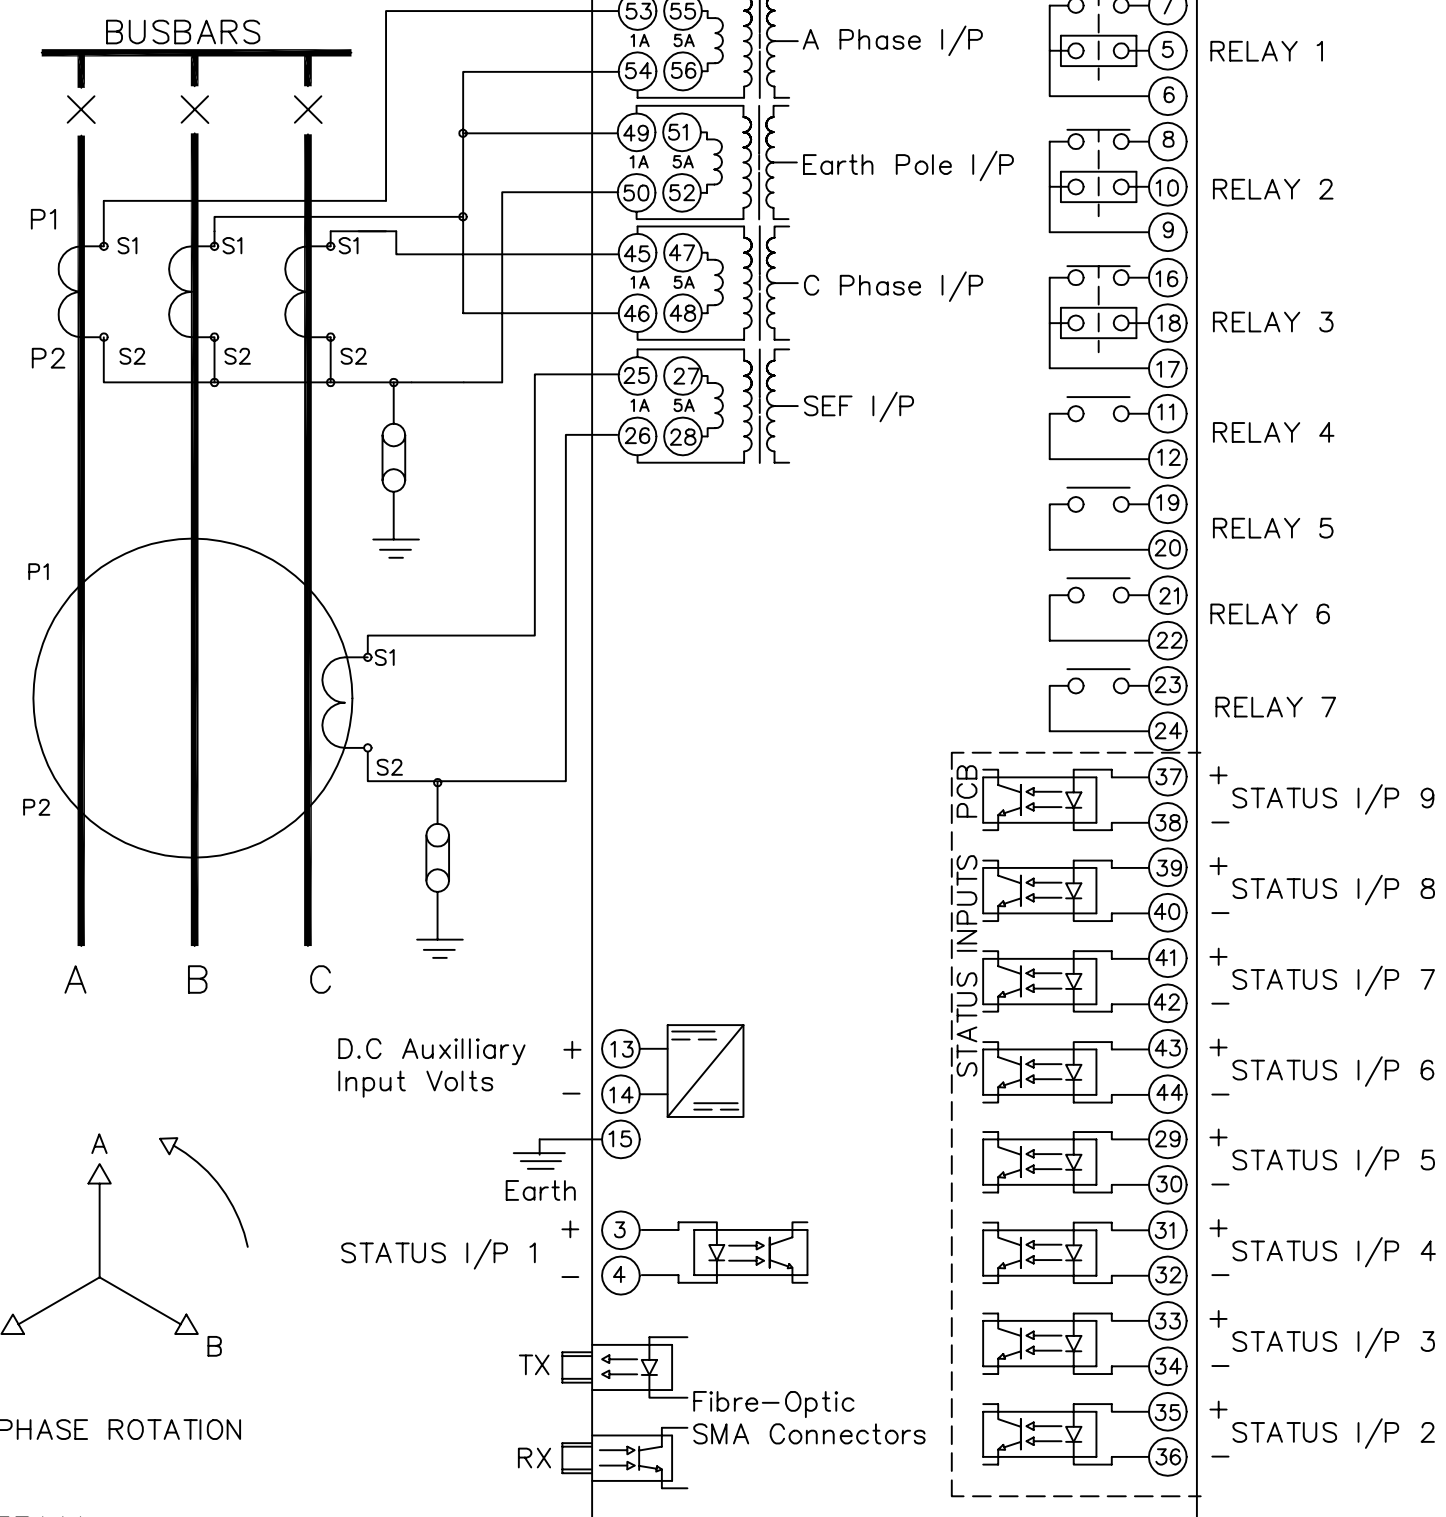 BUSBARS
P1
S1
S1
S1
P2
S2
S2
S2
P1
S1
S2
P2
A
B
C
53 55
1A 5A
54 56
A Phase I/P
49 51
1A 5A
50 52
Earth Pole I/P
45 47
1A 5A
46 48
C Phase I/P
25 27
1A 5A
26 28
SEF I/P
7
5
6
RELAY 1
8
10
9
RELAY 2
16
18
17
RELAY 3
11
12
RELAY 4
19
20
RELAY 5
21
22
RELAY 6
23
24
RELAY 7
STATUS INPUTS PCB
37 +
38 −
STATUS I/P 9
39 +
40 −
STATUS I/P 8
41 +
42 −
STATUS I/P 7
43 +
44 −
STATUS I/P 6
29 +
30 −
STATUS I/P 5
31 +
32 −
STATUS I/P 4
33 +
34 −
STATUS I/P 3
35 +
36 −
STATUS I/P 2
D.C Auxilliary
Input Volts
+ 13
− 14
15
Earth
STATUS I/P 1
+ 3
− 4
TX
RX
Fibre-Optic
SMA Connectors
A
B
PHASE ROTATION